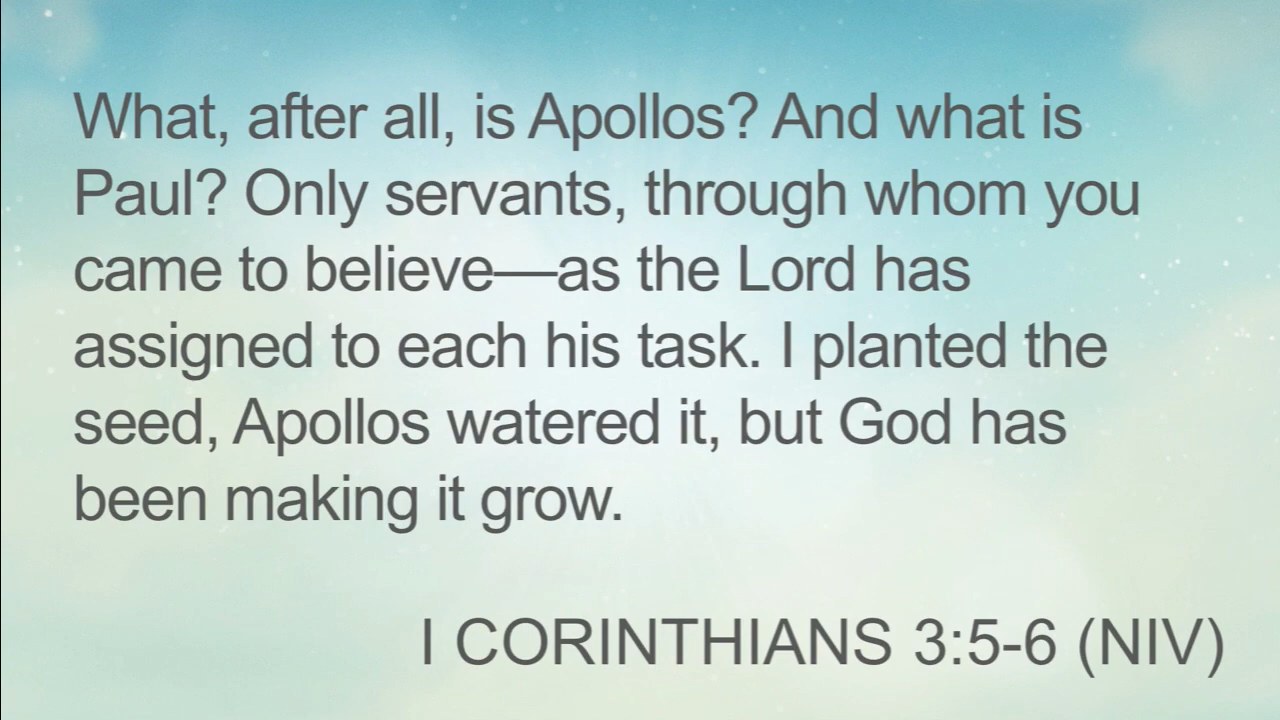 What, after all, is Apollos? And what is
Paul? Only servants, through whom you
came to believe—as the Lord has
assigned to each his task. I planted the
seed, Apollos watered it, but God has
been making it grow.
I CORINTHIANS 3:5-6 (NIV)